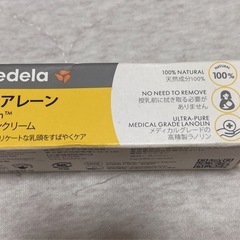 edela
アレーン
100% NATURAL
天然成分100%
NATURAL
100%
NO NEED TO REMOVE
授乳前に拭き取る必要が
ありません
ンクリーム
リケートな乳頭をすばやくケア
ULTRA-PURE
MEDICAL GRADE LANOLIN
メディカルグレードの
高精製ラノリン